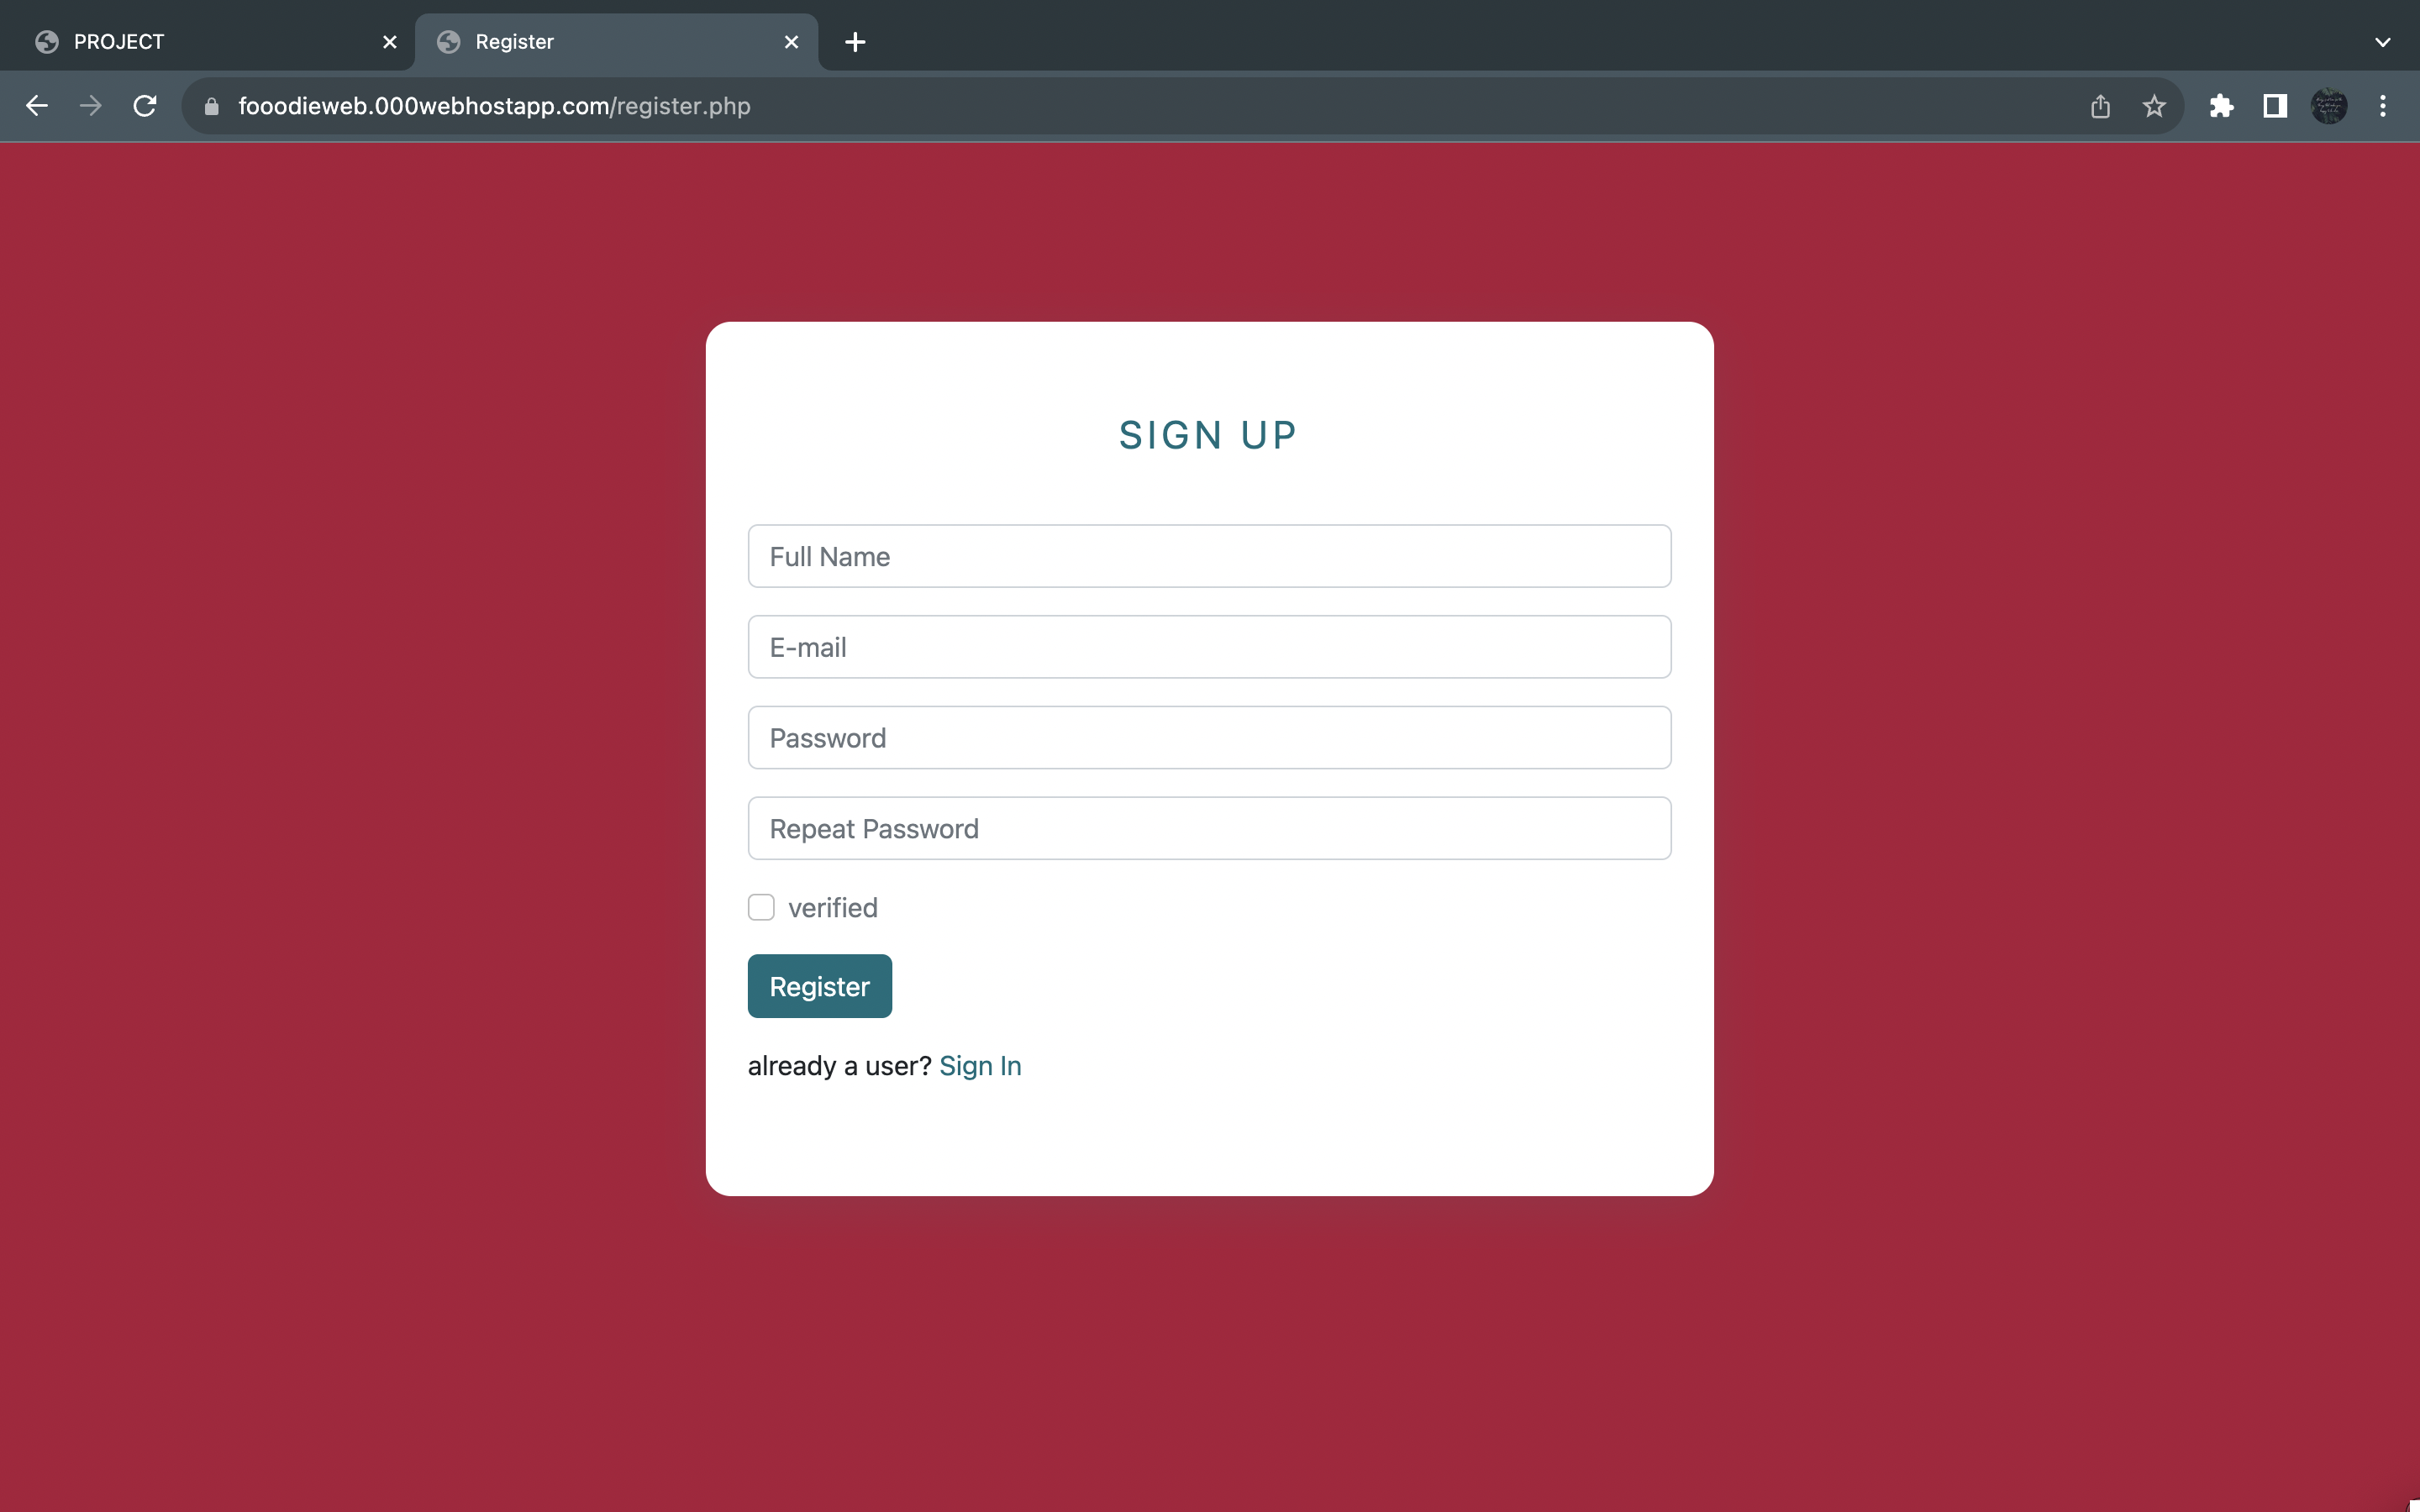 PROJECT
Register
fooodieweb.000webhostapp.com/register.php
SIGN UP
Full Name
E-mail
Password
Repeat Password
verified
Register
already a user? Sign In